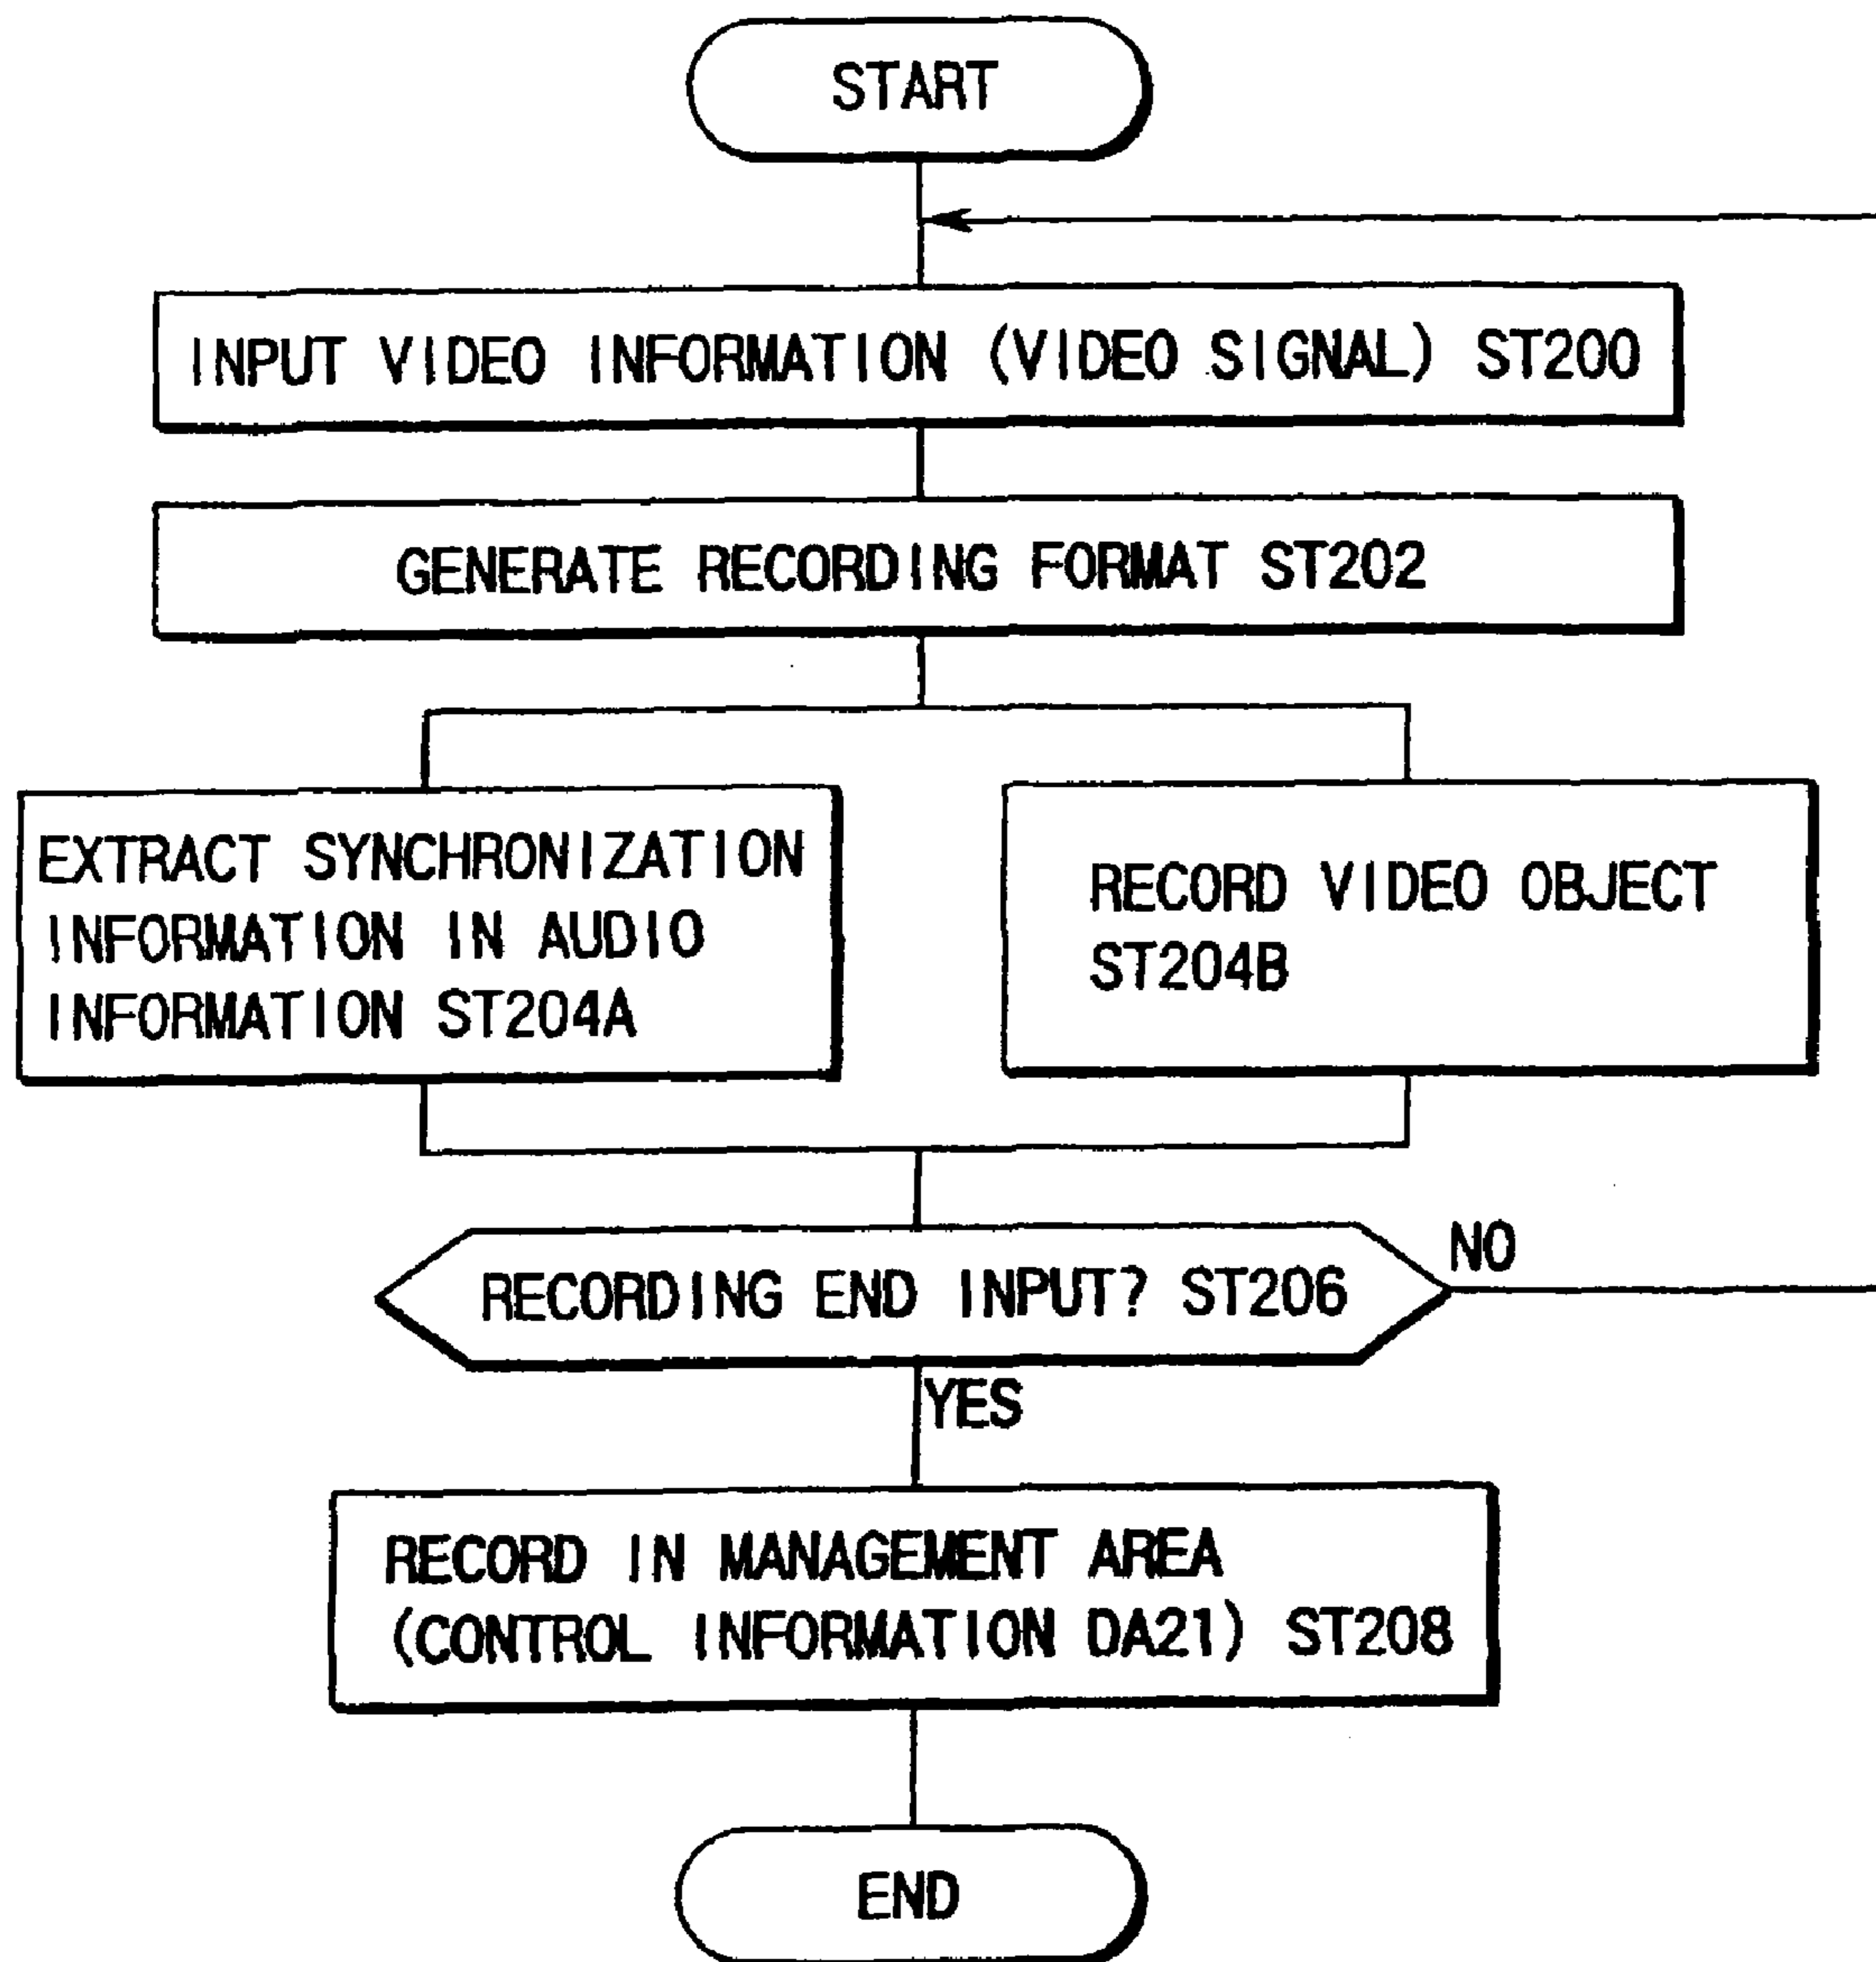 START
INPUT VIDEO INFORMATION (VIDEO SIGNAL) ST200
GENERATE RECORDING FORMAT ST202
EXTRACT SYNCHRONIZATION
INFORMATION IN AUDIO
INFORMATION ST204A
RECORD VIDEO OBJECT
ST204B
RECORDING END INPUT? ST206
NO
YES
RECORD IN MANAGEMENT AREA
(CONTROL INFORMATION DA21) ST208
END